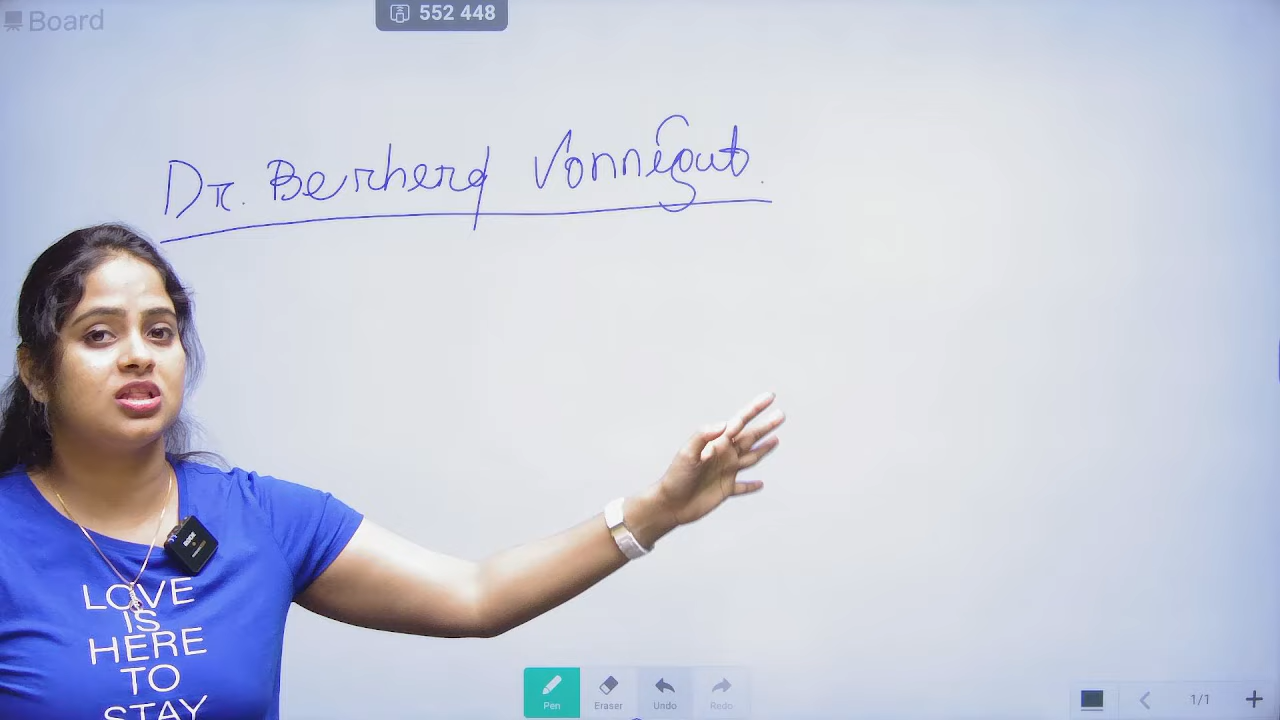 Board
552 448
Dr. Berherd Vonnegut.
LOVE
IS
HERE
TO
STAY
Pen
Eraser
Undo
Redo
1/1